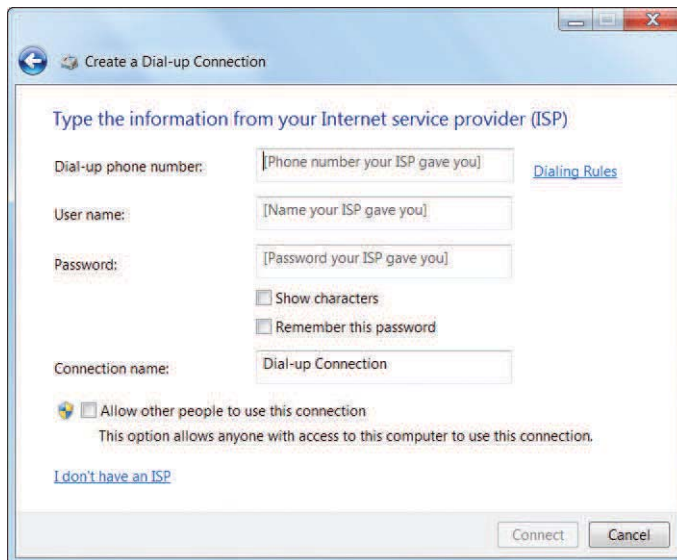 Create a Dial-up Connection
Type the information from your Internet service provider (ISP)
Dial-up phone number: [Phone number your ISP gave you] Dialing Rules
User name: [Name your ISP gave you]
Password: [Password your ISP gave you]
Show characters
Remember this password
Connection name: Dial-up Connection
Allow other people to use this connection
This option allows anyone with access to this computer to use this connection.
I don't have an ISP
Connect Cancel